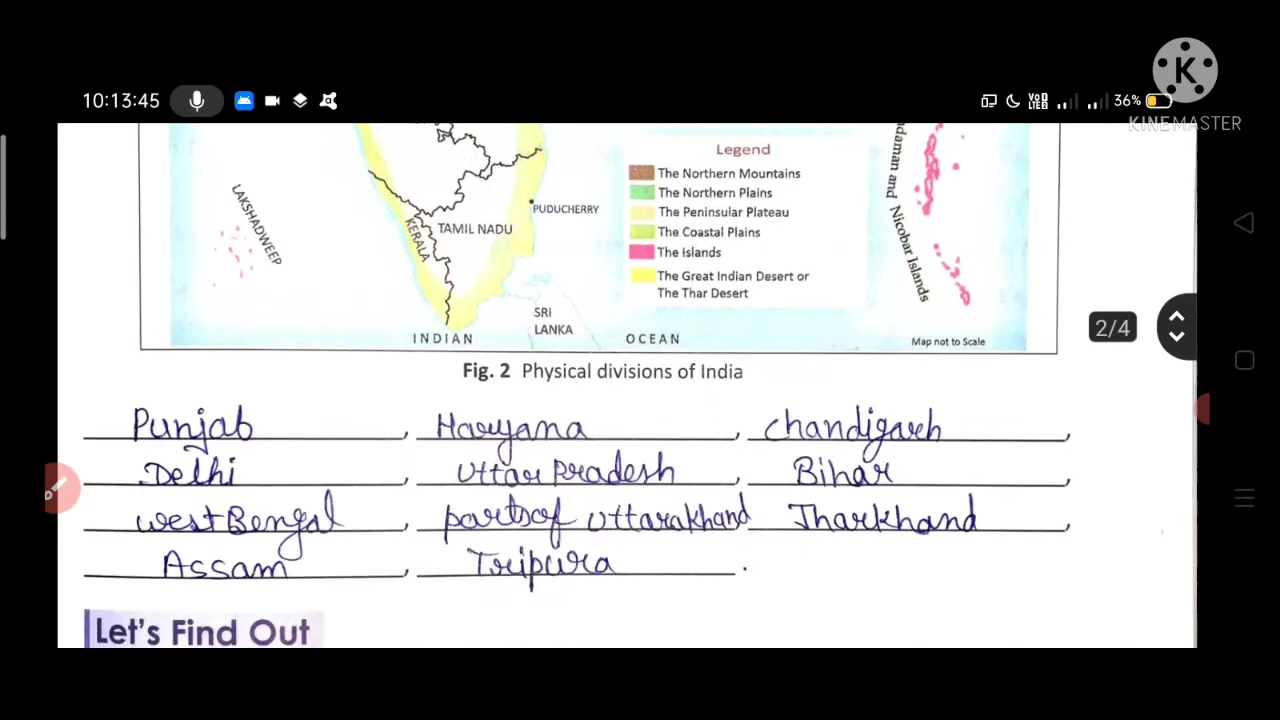 10:13:45
36%
KINEMASTER
Legend
The Northern Mountains
The Northern Plains
The Peninsular Plateau
The Coastal Plains
The Islands
The Great Indian Desert or
The Thar Desert
LAKSHADWEEP
KERALA
TAMIL NADU
PUDUCHERRY
SRI
LANKA
ndaman and Nicobar Islands
INDIAN OCEAN
Map not to Scale
2/4
Fig. 2 Physical divisions of India
Punjab, Haryana, Chandigarh,
Delhi, Uttar Pradesh, Bihar,
West Bengal, parts of Uttarakhand Jharkhand,
Assam, Tripura.
Let's Find Out